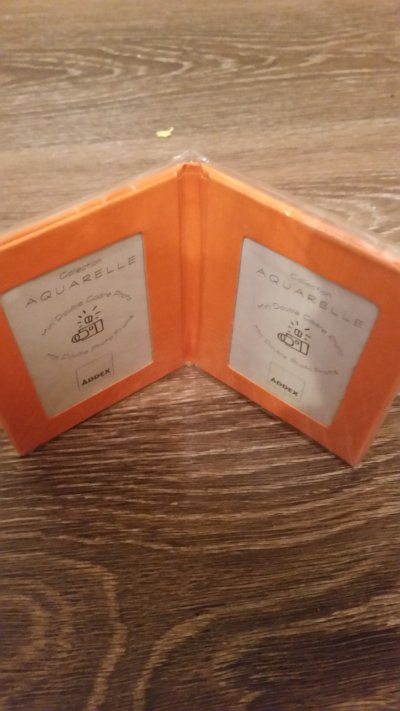 Collection
AQUARELLE
Mini Double Cadre Photo
Mini Double Photo Frame
ADDEX
Collection
AQUARELLE
Mini Double Cadre Photo
Mini Double Photo Frame
ADDEX